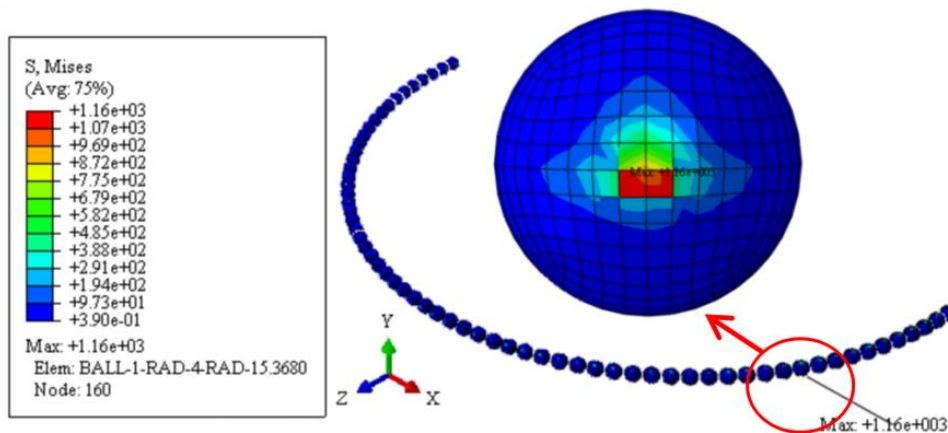 S, Mises
(Avg: 75%)
+1.16e+03
+1.07e+03
+9.69e+02
+8.72e+02
+7.75e+02
+6.79e+02
+5.82e+02
+4.85e+02
+3.88e+02
+2.91e+02
+1.94e+02
+9.73e+01
+3.90e-01
Max: +1.16e+03
Elem: BALL-1-RAD-4-RAD-15.3680
Node: 160
Max: +1.16e+003
Y
Z
X
Max: +1.16e+003